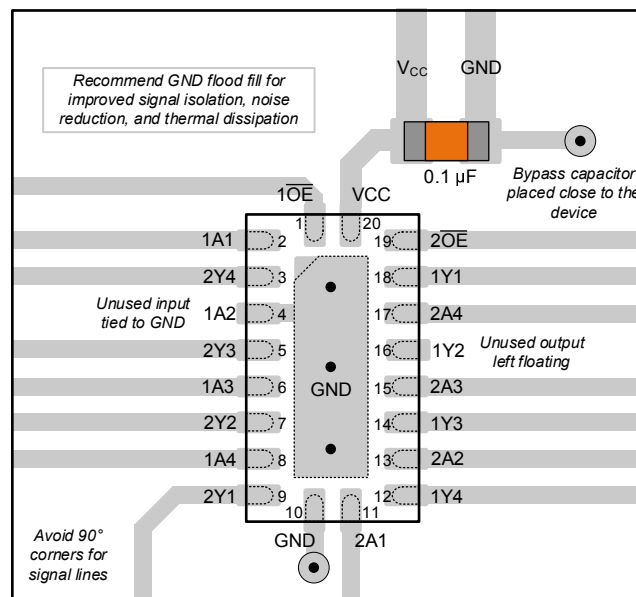 Recommend GND flood fill for
improved signal isolation, noise
reduction, and thermal dissipation
VCC GND
0.1 µF
Bypass capacitor
placed close to the
device
1O̅E̅ VCC
1 20
1A1 2 19 2O̅E̅
2Y4 3 18 1Y1
Unused input
tied to GND
1A2 4 17 2A4
2Y3 5 16 1Y2
Unused output
left floating
1A3 6 GND 15 2A3
2Y2 7 14 1Y3
1A4 8 13 2A2
2Y1 9 12 1Y4
10 11
GND 2A1
Avoid 90°
corners for
signal lines